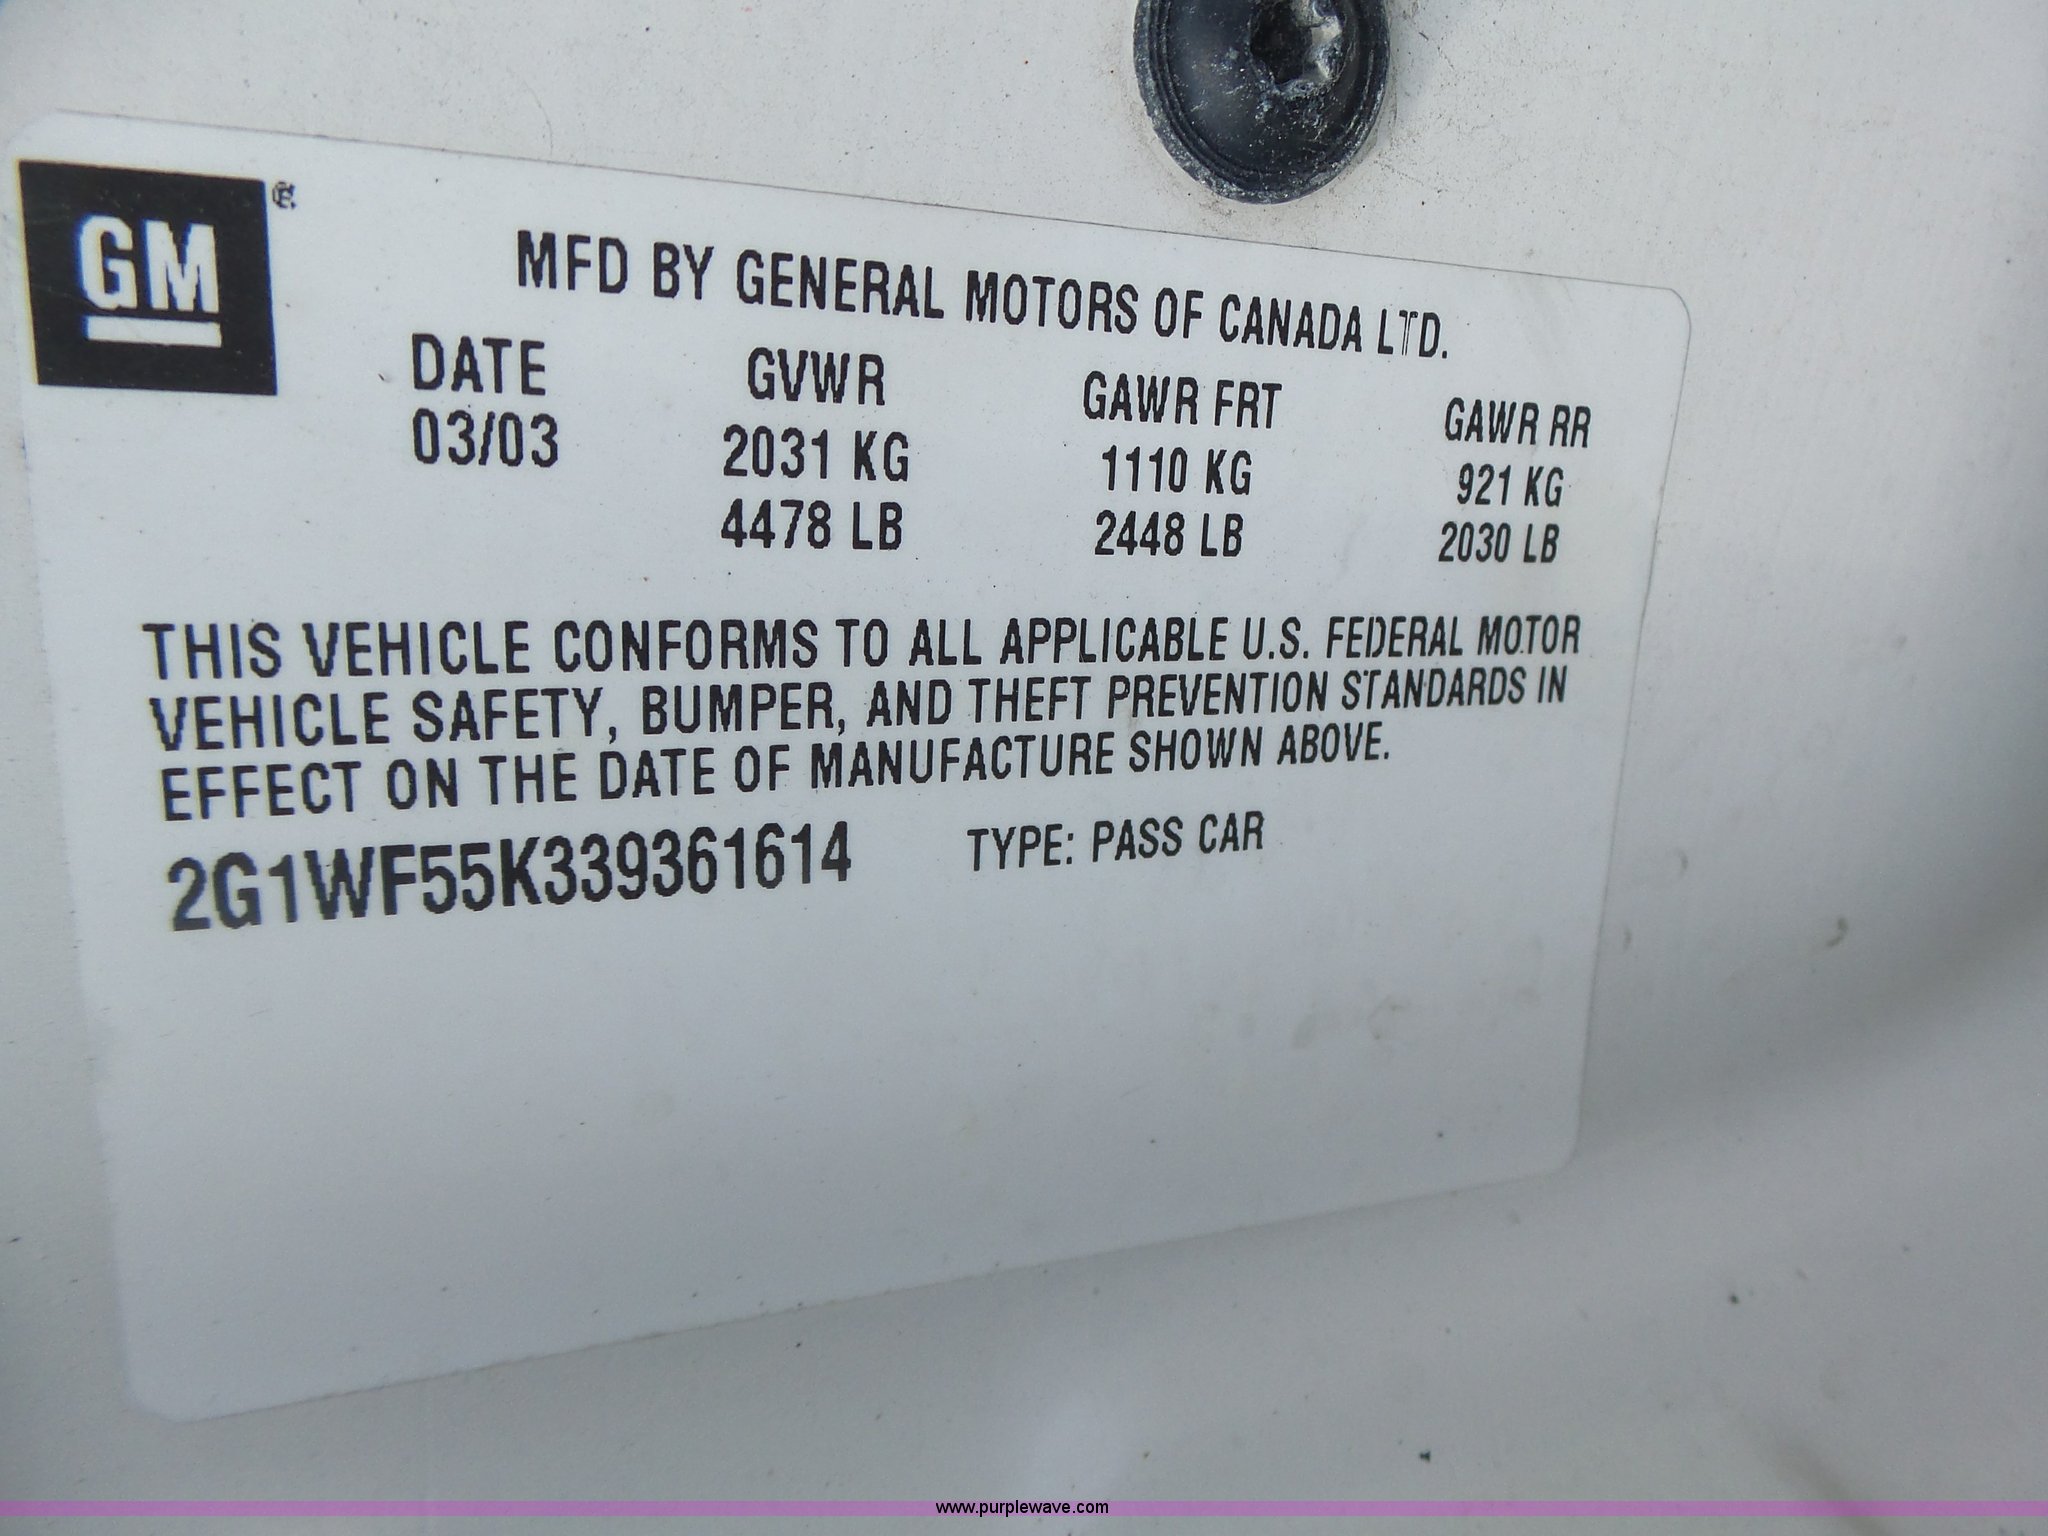 GM
MFD BY GENERAL MOTORS OF CANADA LTD.
DATE GVWR GAWR FRT GAWR RR
03/03 2031 KG 1110 KG 921 KG
4478 LB 2448 LB 2030 LB
THIS VEHICLE CONFORMS TO ALL APPLICABLE U.S. FEDERAL MOTOR
VEHICLE SAFETY, BUMPER, AND THEFT PREVENTION STANDARDS IN
EFFECT ON THE DATE OF MANUFACTURE SHOWN ABOVE.
2G1WF55K339361614 TYPE: PASS CAR
www.purplewave.com